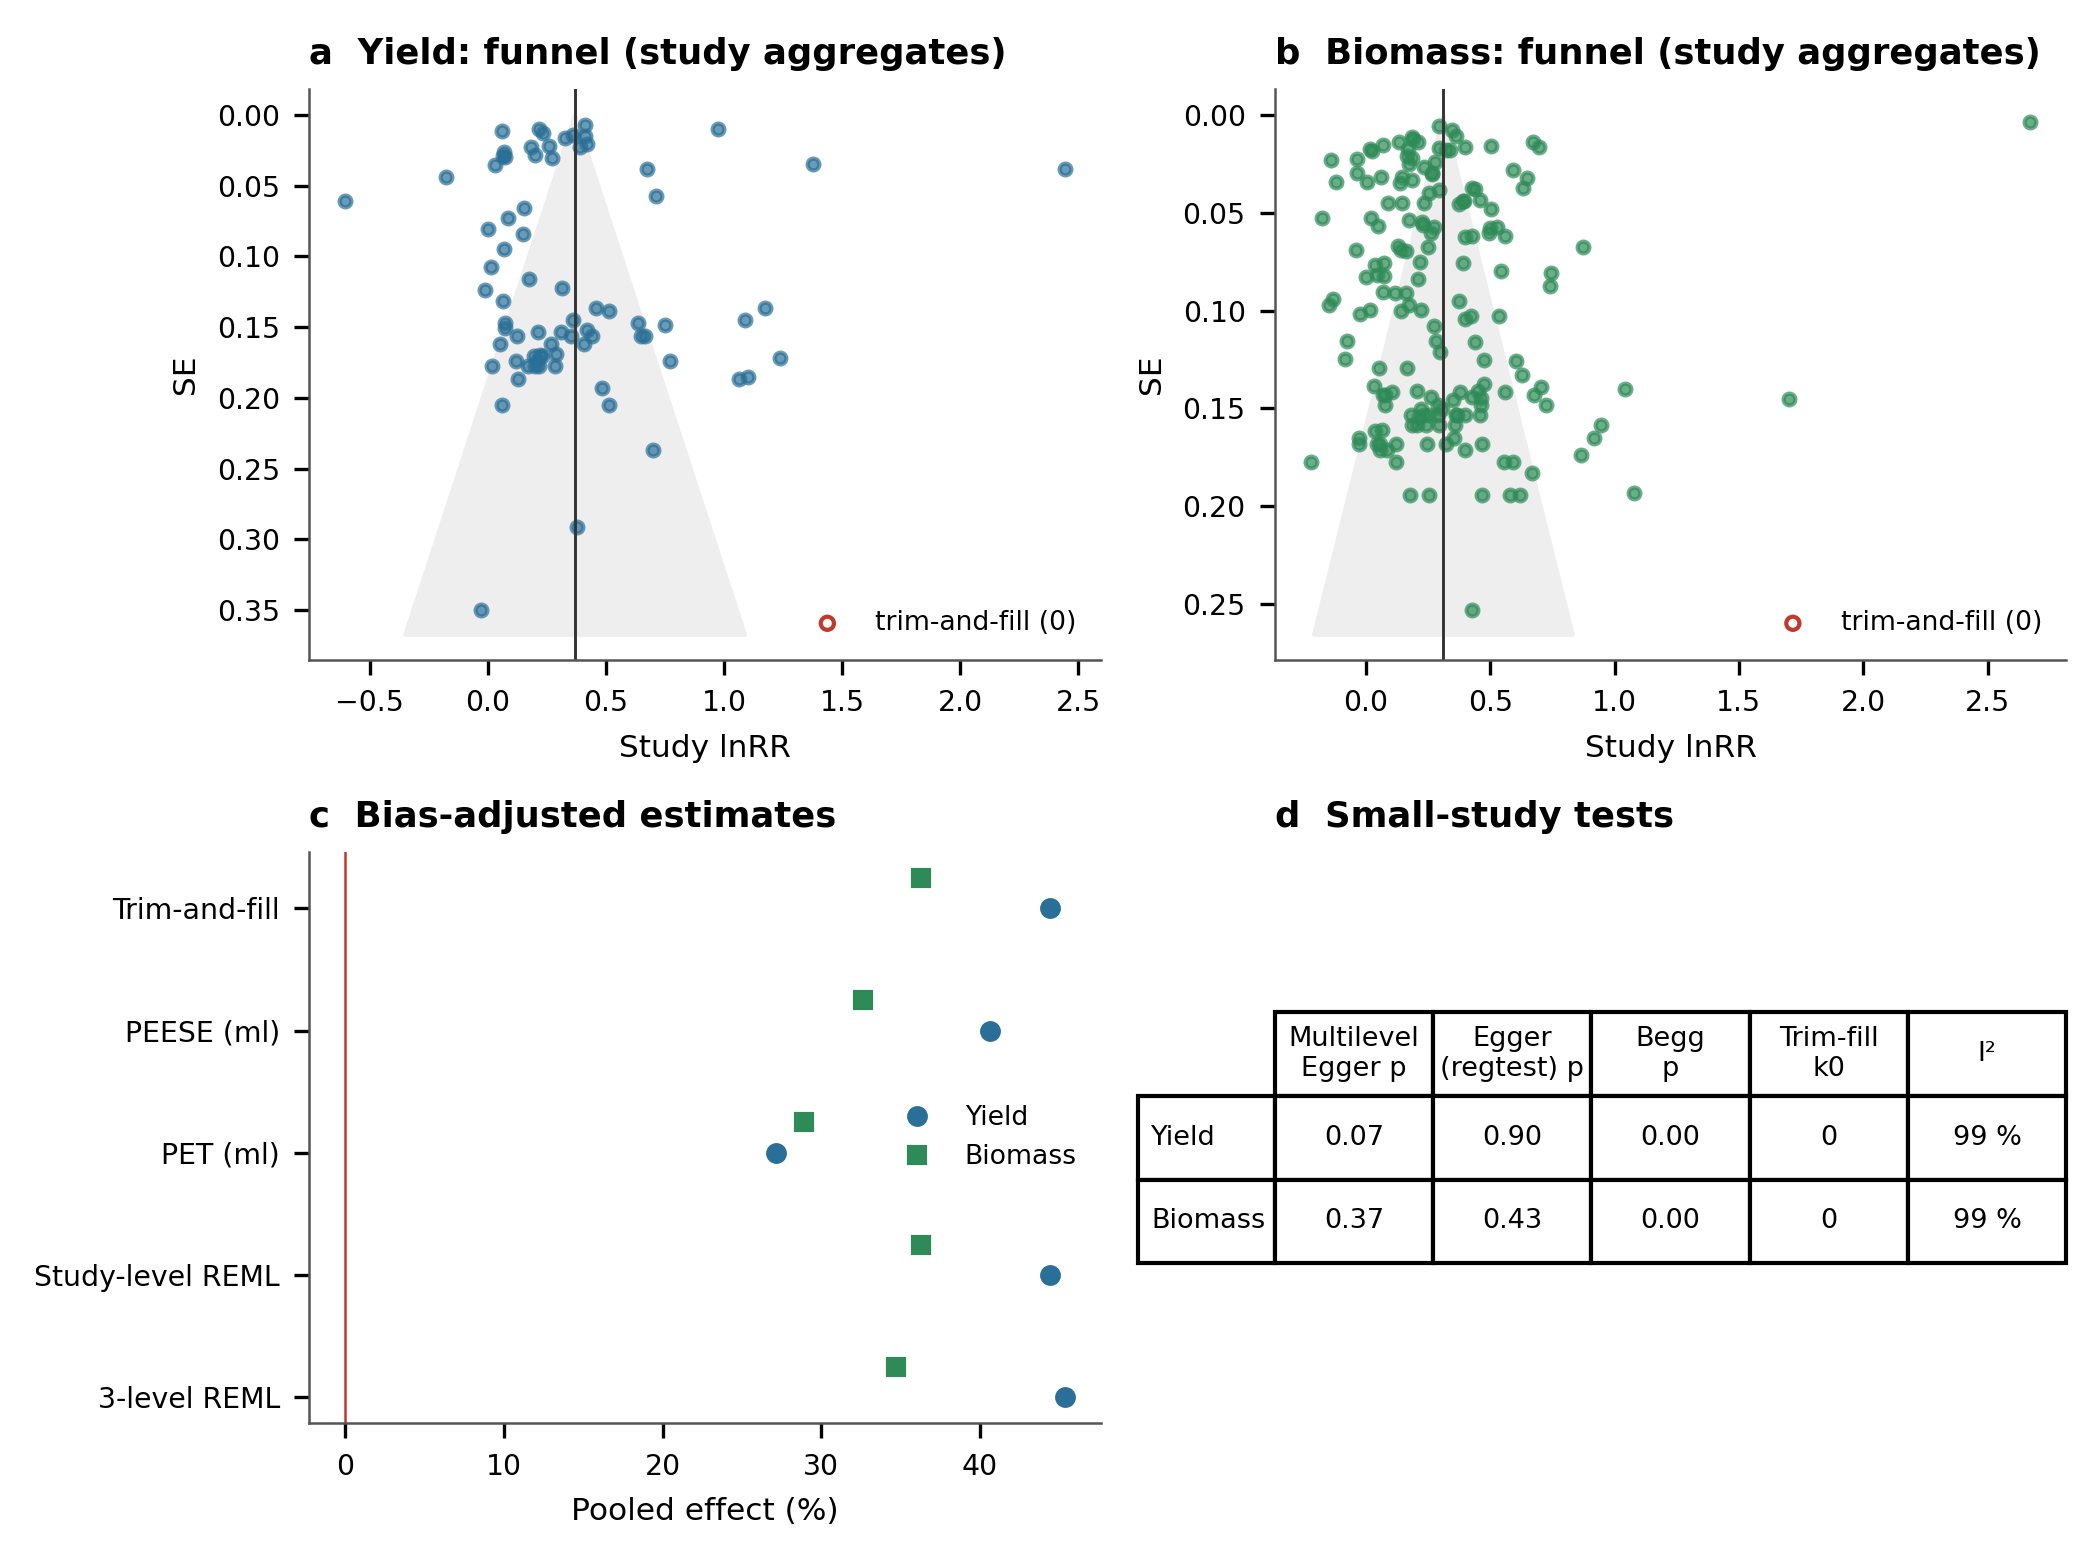 a Yield: funnel (study aggregates)
0.00
0.05
0.10
0.15
0.20
0.25
0.30
0.35
SE
trim-and-fill (0)
−0.5 0.0 0.5 1.0 1.5 2.0 2.5
Study lnRR
b Biomass: funnel (study aggregates)
0.00
0.05
0.10
0.15
0.20
0.25
SE
trim-and-fill (0)
0.0 0.5 1.0 1.5 2.0 2.5
Study lnRR
c Bias-adjusted estimates
Trim-and-fill
PEESE (ml)
PET (ml)
Study-level REML
3-level REML
Yield
Biomass
0 10 20 30 40
Pooled effect (%)
d Small-study tests
Multilevel Egger p
Egger (regtest) p
Begg p
Trim-fill k0
I²
Yield 0.07 0.90 0.00 0 99 %
Biomass 0.37 0.43 0.00 0 99 %